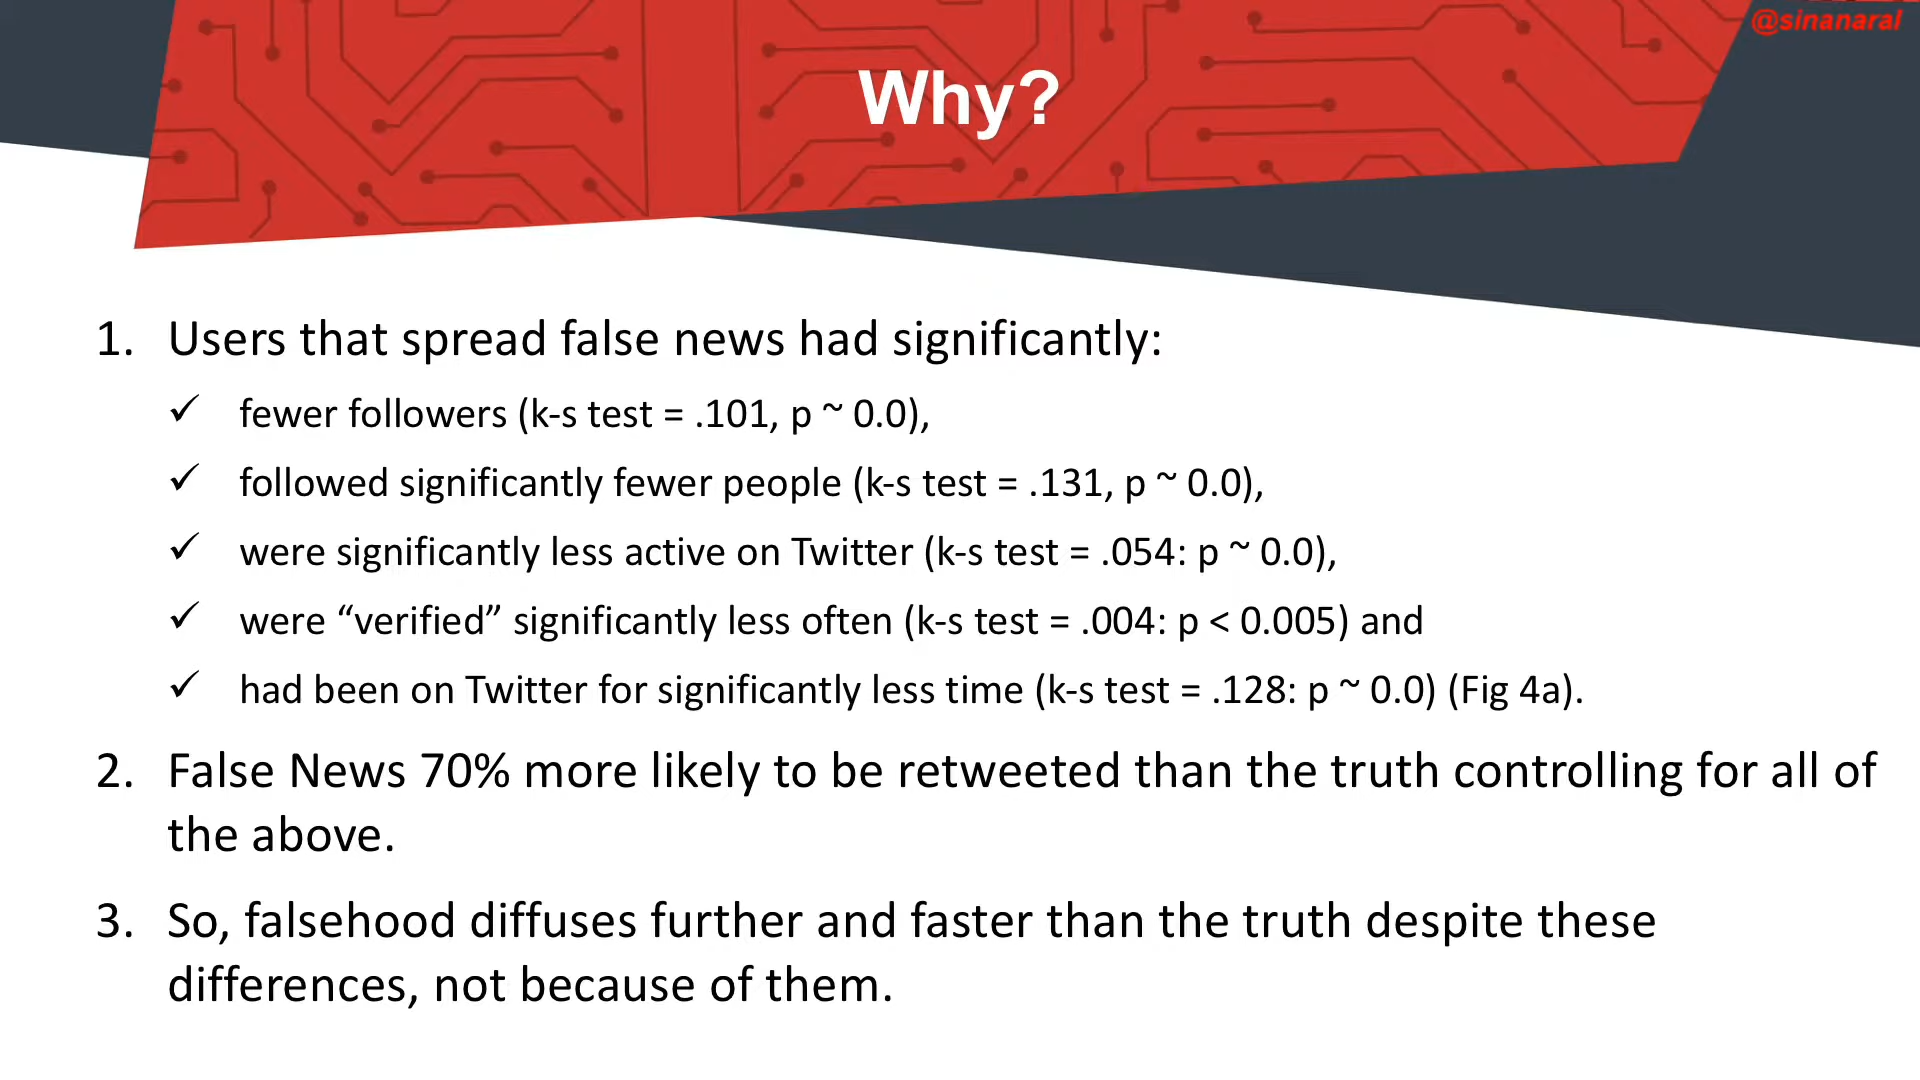 @sinanaral
Why?
1. Users that spread false news had significantly:
✓ fewer followers (k-s test = .101, p ~ 0.0),
✓ followed significantly fewer people (k-s test = .131, p ~ 0.0),
✓ were significantly less active on Twitter (k-s test = .054: p ~ 0.0),
✓ were “verified” significantly less often (k-s test = .004: p < 0.005) and
✓ had been on Twitter for significantly less time (k-s test = .128: p ~ 0.0) (Fig 4a).
2. False News 70% more likely to be retweeted than the truth controlling for all of
the above.
3. So, falsehood diffuses further and faster than the truth despite these
differences, not because of them.